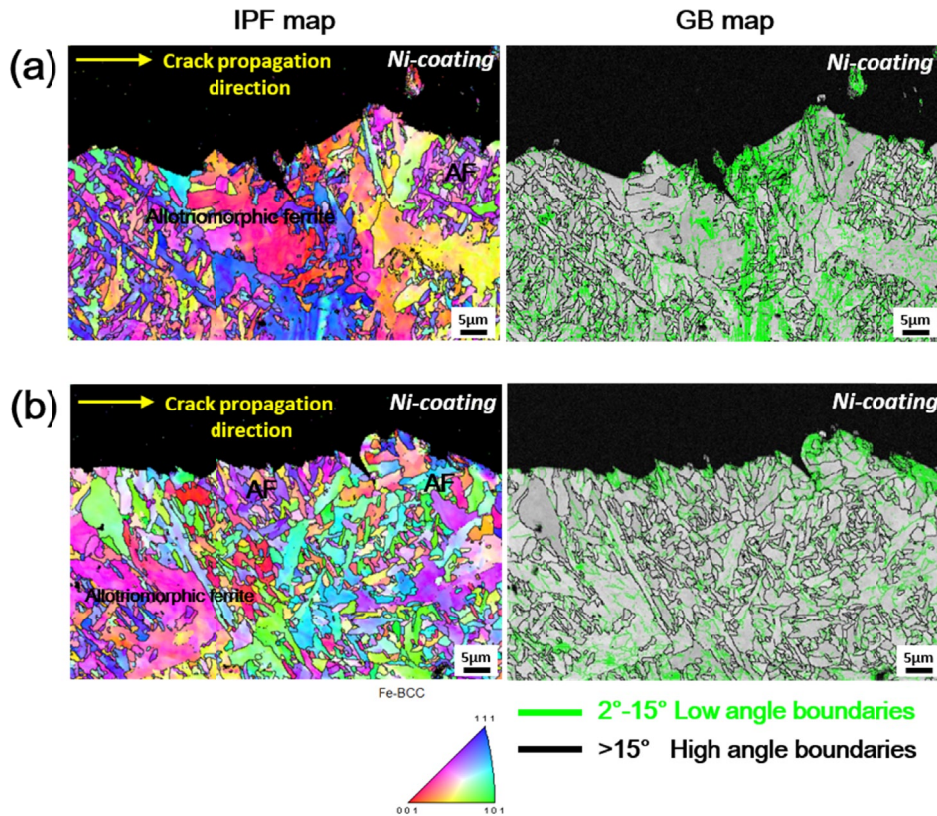 IPF map
GB map
(a)
Crack propagation
direction
Ni-coating
AF
Allotriomorphic ferrite
5μm
Ni-coating
5μm
(b)
Crack propagation
direction
Ni-coating
AF
AF
Allotriomorphic ferrite
5μm
Ni-coating
5μm
Fe-BCC
111
001
101
2°-15° Low angle boundaries
>15° High angle boundaries